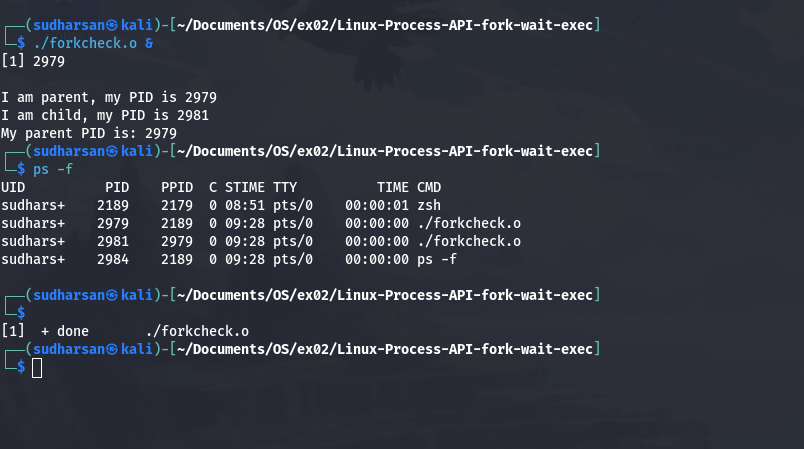 ┌──(sudharsan㉿kali)-[~/Documents/OS/ex02/Linux-Process-API-fork-wait-exec]
└─$ ./forkcheck.o &
[1] 2979
I am parent, my PID is 2979
I am child, my PID is 2981
My parent PID is: 2979
┌──(sudharsan㉿kali)-[~/Documents/OS/ex02/Linux-Process-API-fork-wait-exec]
└─$ ps -f
UID          PID    PPID  C STIME TTY          TIME CMD
sudhars+    2189    2179  0 08:51 pts/0    00:00:01 zsh
sudhars+    2979    2189  0 09:28 pts/0    00:00:00 ./forkcheck.o
sudhars+    2981    2979  0 09:28 pts/0    00:00:00 ./forkcheck.o
sudhars+    2984    2189  0 09:28 pts/0    00:00:00 ps -f
┌──(sudharsan㉿kali)-[~/Documents/OS/ex02/Linux-Process-API-fork-wait-exec]
└─$
[1]  + done       ./forkcheck.o
┌──(sudharsan㉿kali)-[~/Documents/OS/ex02/Linux-Process-API-fork-wait-exec]
└─$